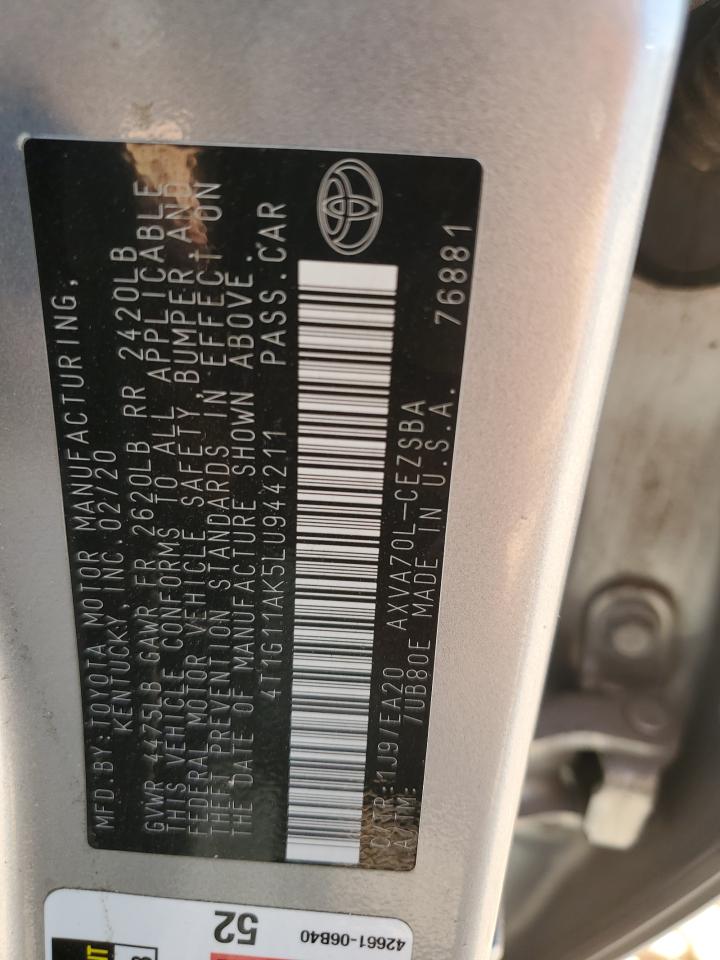 MFD.BY:TOYOTA MOTOR MANUFACTURING,
KENTUCKY, INC.02/20
GVWR 4475LB GAWR FR 2620LB RR 2420LB
THIS VEHICLE CONFORMS TO ALL APPLICABLE
FEDERAL MOTOR VEHICLE SAFETY,BUMPER,AND
THEFT PREVENTION STANDARDS IN EFFECT ON
THE DATE OF MANUFACTURE SHOWN ABOVE.
4T1G11AK5LU944211 PASS.CAR
C/TR:1J9/EA20 AXVA70L-CEZSBA
A/TM: 7UB80E MADE IN U.S.A. 76881
52
42661-06B40